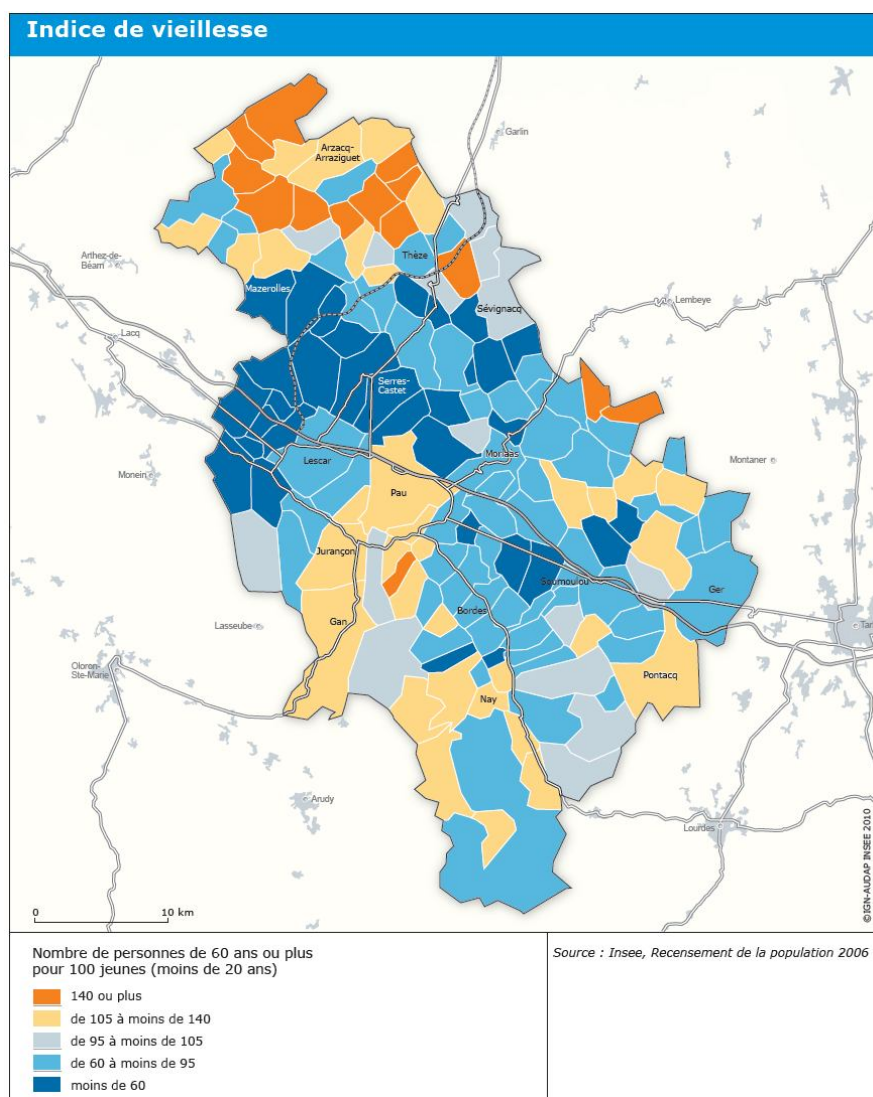 Indice de vieillesse
Garlin
Arzacq-
Arraziguet
Arthez-de-
Béarn
Thèze
Mazerolles
Sévignacq
Lembeye
Lacq
Serres-
Castet
Morlaas
Lescar
Monein
Montaner
Pau
Jurançon
Soumoulou
Ger
Bordes
Gan
Lasseube
Tar
Oloron-
Ste-Marie
Pontacq
Nay
Arudy
Lourdes
0 10 km
©IGN-AUDAP INSEE 2010
Nombre de personnes de 60 ans ou plus
pour 100 jeunes (moins de 20 ans)
140 ou plus
de 105 à moins de 140
de 95 à moins de 105
de 60 à moins de 95
moins de 60
Source : Insee, Recensement de la population 2006